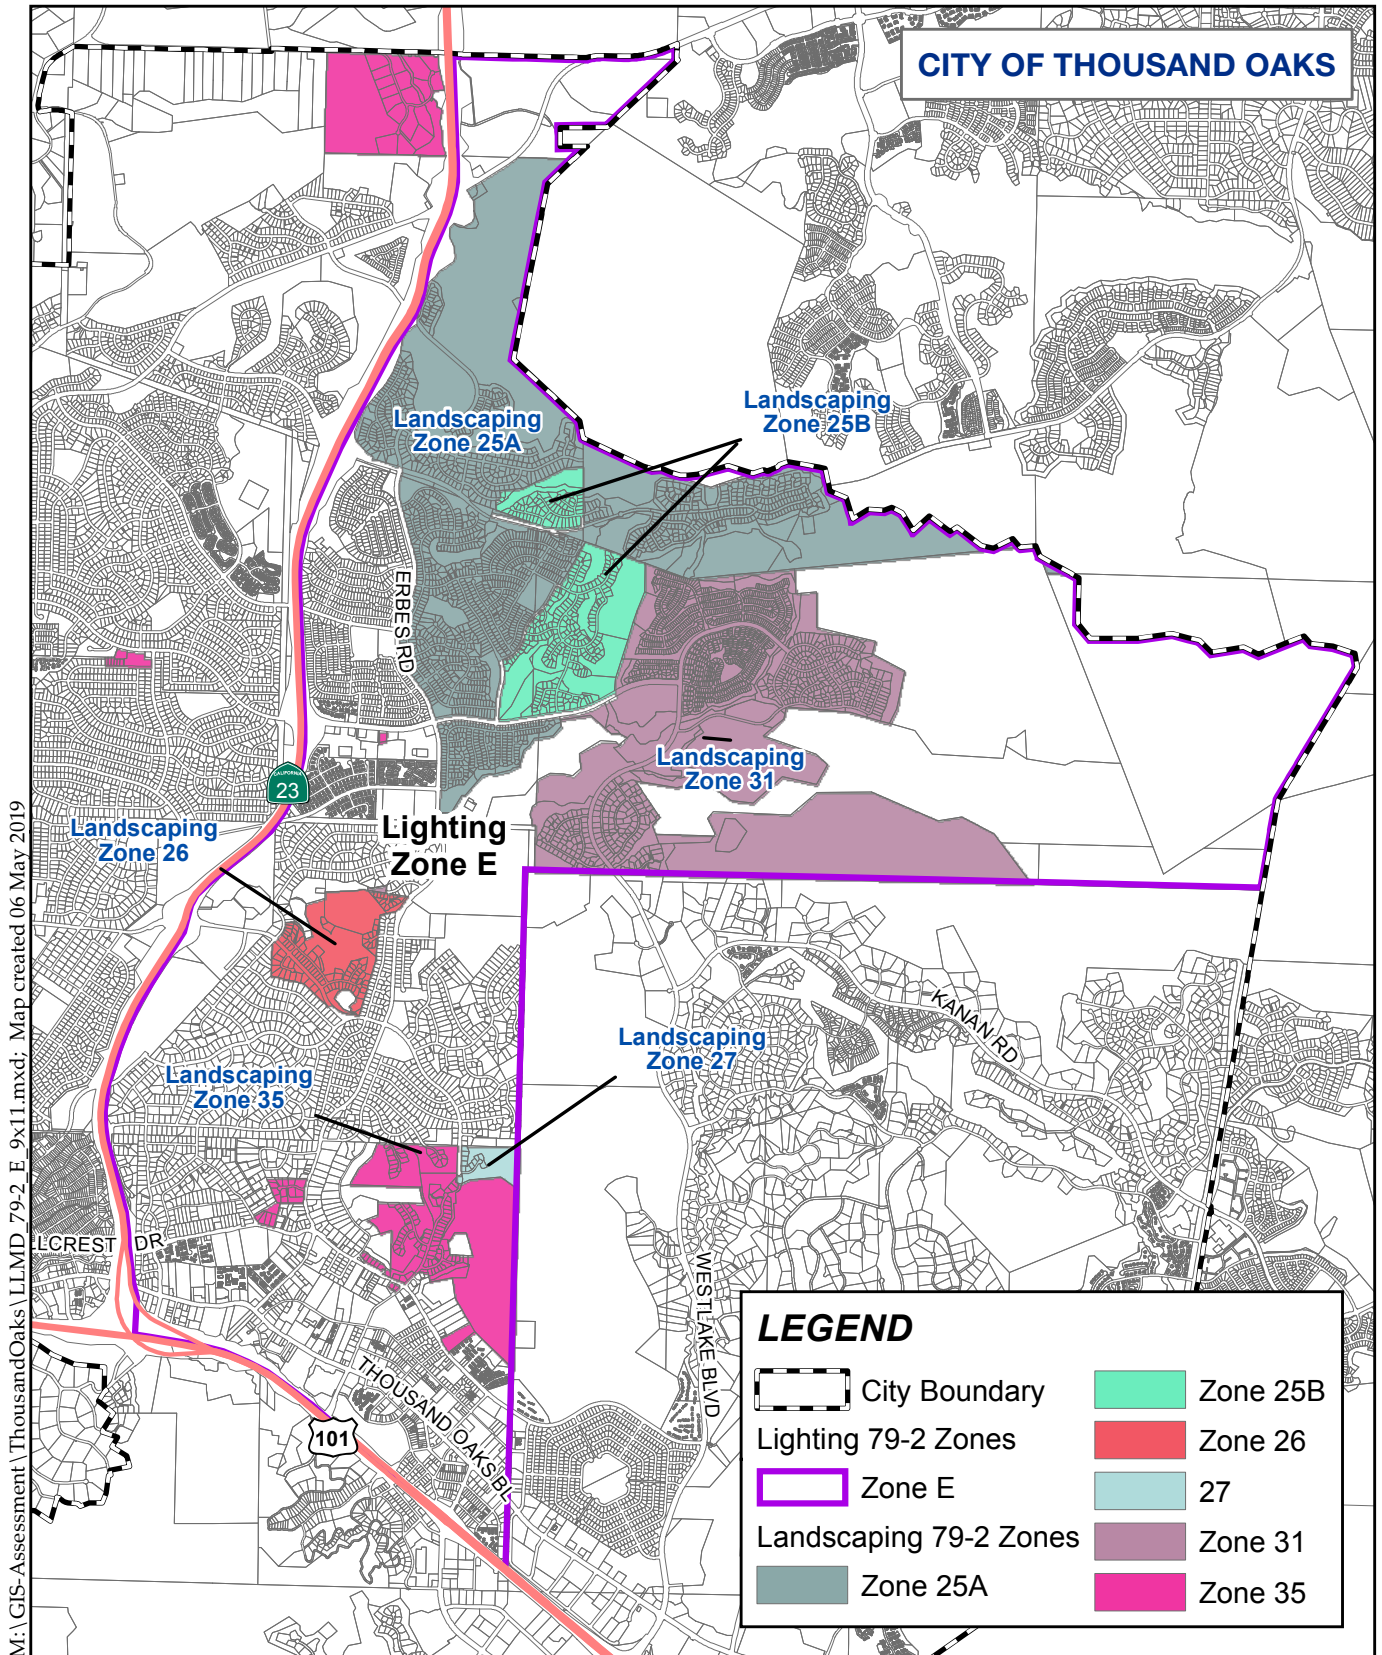 CITY OF THOUSAND OAKS
Landscaping
Zone 25A
Landscaping
Zone 25B
ERBES RD
Landscaping
Zone 31
CALIFORNIA
23
Landscaping
Zone 26
Lighting
Zone E
KANAN RD
Landscaping
Zone 27
Landscaping
Zone 35
LLCREST DR
WESTLAKE BLVD
THOUSAND OAKS BL
101
LEGEND
City Boundary
Lighting 79-2 Zones
Zone E
Landscaping 79-2 Zones
Zone 25A
Zone 25B
Zone 26
27
Zone 31
Zone 35
M:\GIS-Assessment\ThousandOaks\LLMD_79-2_E_9x11.mxd; Map created 06 May 2019